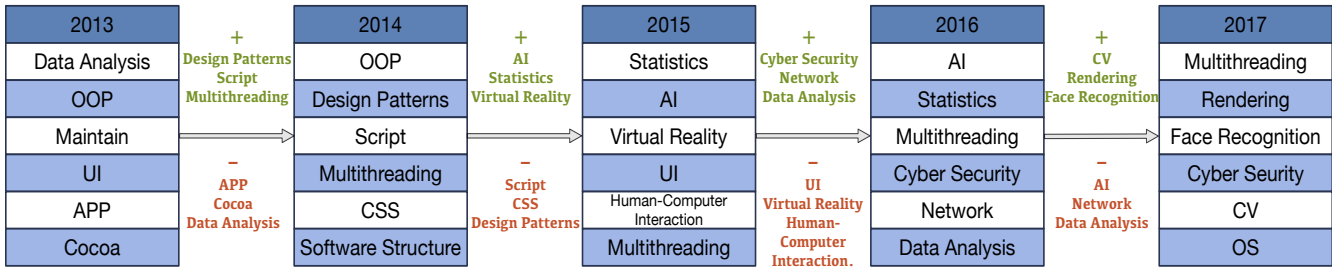 2013
Data Analysis
OOP
Maintain
UI
APP
Cocoa
+
Design Patterns
Script
Multithreading
−
APP
Cocoa
Data Analysis
2014
OOP
Design Patterns
Script
Multithreading
CSS
Software Structure
+
AI
Statistics
Virtual Reality
−
Script
CSS
Design Patterns
2015
Statistics
AI
Virtual Reality
UI
Human-Computer
Interaction
Multithreading
+
Cyber Security
Network
Data Analysis
−
UI
Virtual Reality
Human-
Computer
Interaction.
2016
AI
Statistics
Multithreading
Cyber Security
Network
Data Analysis
+
CV
Rendering
Face Recognition
−
AI
Network
Data Analysis
2017
Multithreading
Rendering
Face Recognition
Cyber Seurity
CV
OS